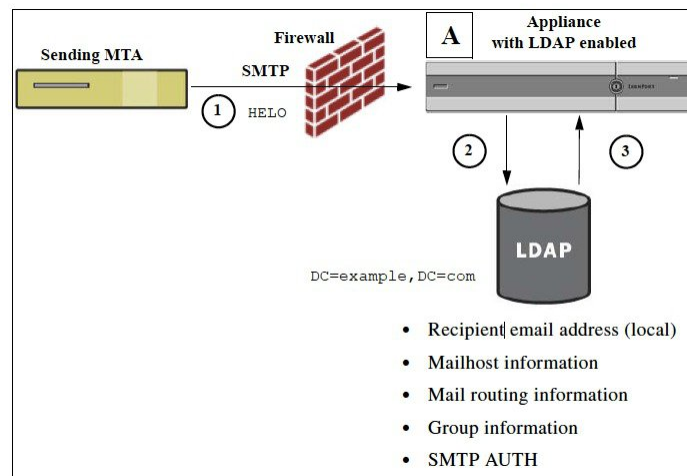 Sending MTA
Firewall
A
Appliance
with LDAP enabled
SMTP
1
HELO
IRONPORT
2
3
LDAP
DC=example,DC=com
• Recipient email address (local)
• Mailhost information
• Mail routing information
• Group information
• SMTP AUTH